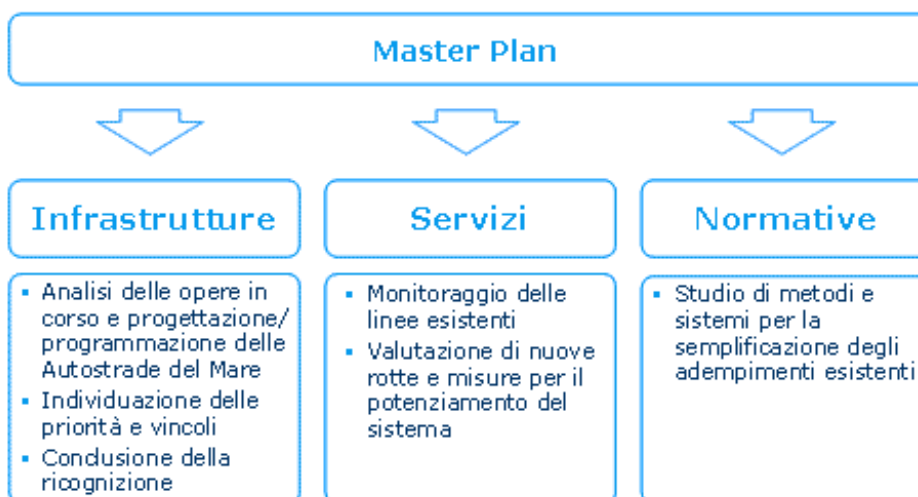 Master Plan
Infrastrutture
Servizi
Normative
▪ Analisi delle opere in
corso e progettazione/
programmazione delle
Autostrade del Mare
▪ Individuazione delle
priorità e vincoli
▪ Conclusione della
ricognizione
▪ Monitoraggio delle
linee esistenti
▪ Valutazione di nuove
rotte e misure per il
potenziamento del
sistema
▪ Studio di metodi e
sistemi per la
semplificazione degli
adempimenti esistenti